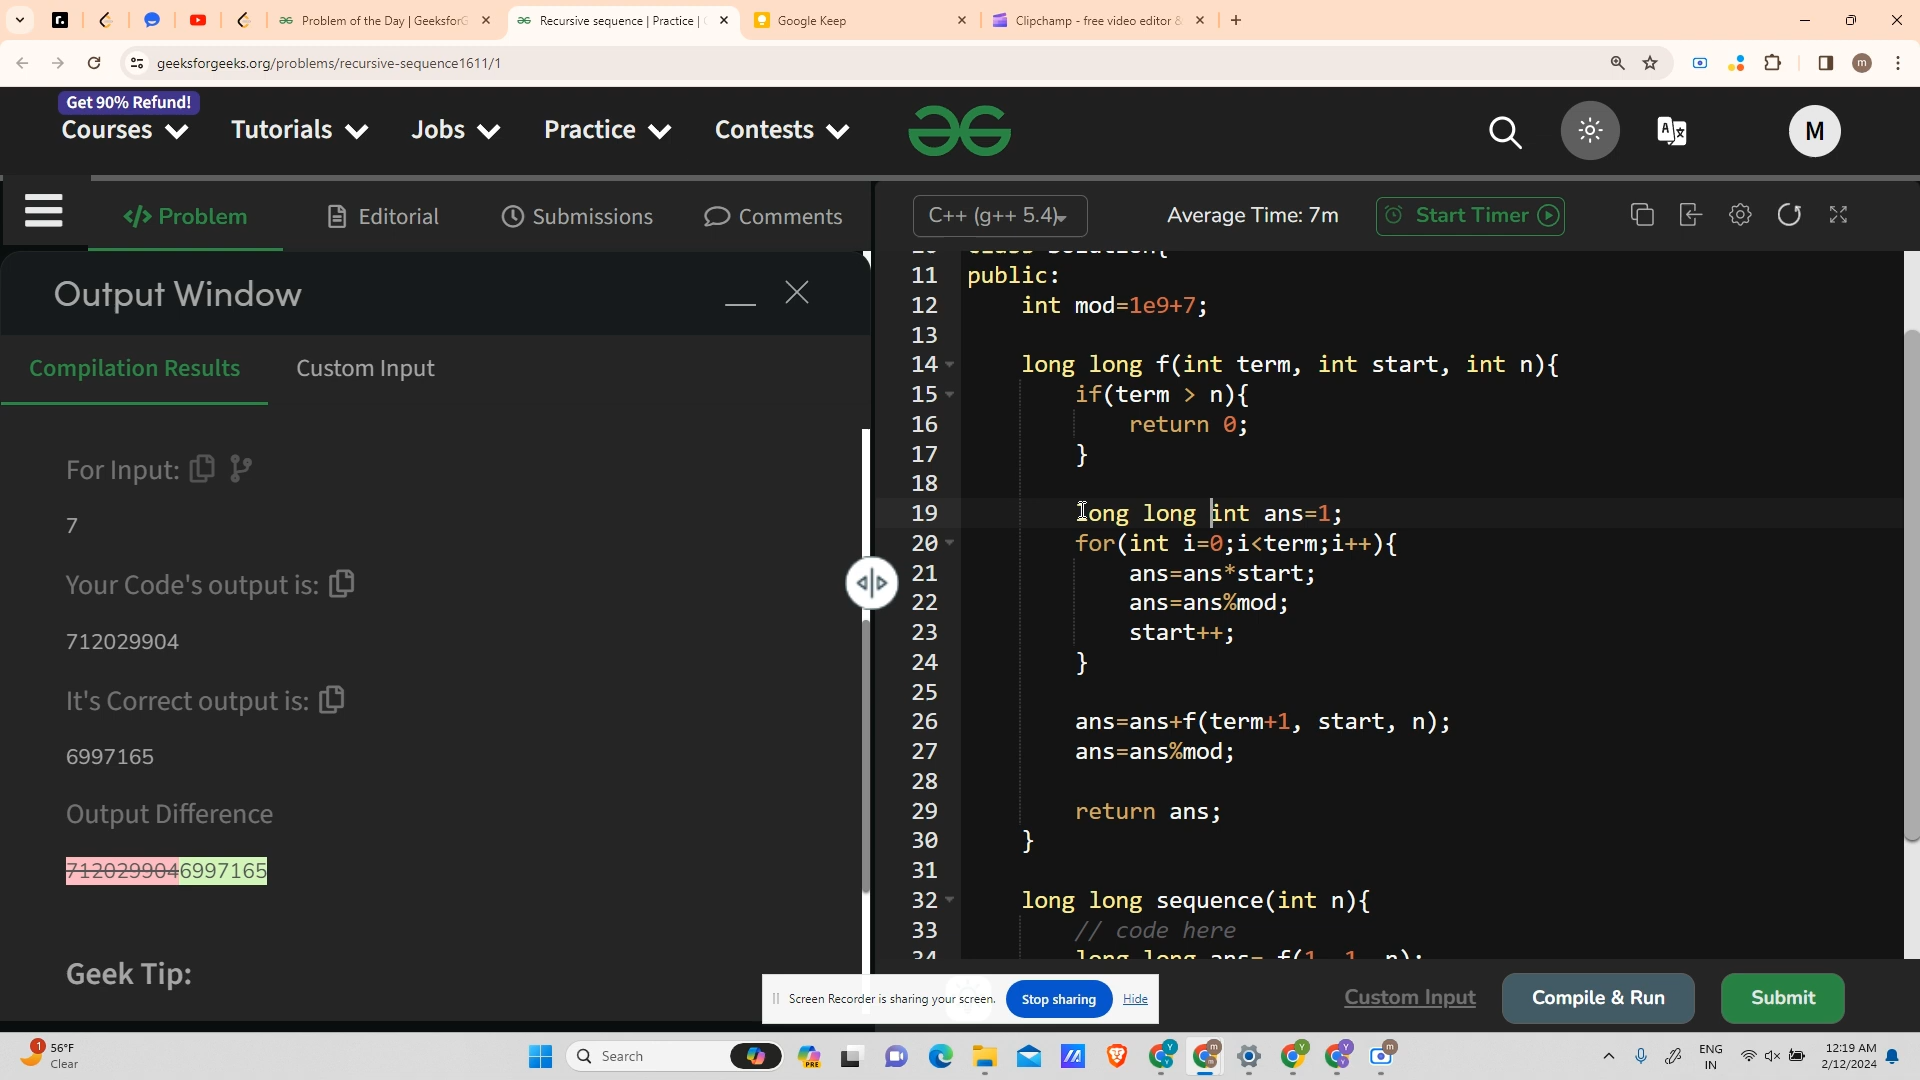 Problem of the Day | GeeksforG
Recursive sequence | Practice |
Google Keep
Clipchamp - free video editor &
geeksforgeeks.org/problems/recursive-sequence1611/1
m
Get 90% Refund!
Courses
Tutorials
Jobs
Practice
Contests
M
</> Problem
Editorial
Submissions
Comments
C++ (g++ 5.4)
Average Time: 7m
Start Timer
Output Window
Compilation Results
Custom Input
For Input:
7
Your Code's output is:
712029904
It's Correct output is:
6997165
Output Difference
7120299046997165
Geek Tip:
11 public:
12 int mod=1e9+7;
13
14 long long f(int term, int start, int n){
15 if(term > n){
16 return 0;
17 }
18
19 long long int ans=1;
20 for(int i=0;i<term;i++){
21 ans=ans*start;
22 ans=ans%mod;
23 start++;
24 }
25
26 ans=ans+f(term+1, start, n);
27 ans=ans%mod;
28
29 return ans;
30 }
31
32 long long sequence(int n){
33 // code here
34 long long ans= f(1, 1, n);
Screen Recorder is sharing your screen.
Stop sharing
Hide
Custom Input
Compile & Run
Submit
1
56°F
Clear
Search
PRE
ENG
IN
12:19 AM
2/12/2024